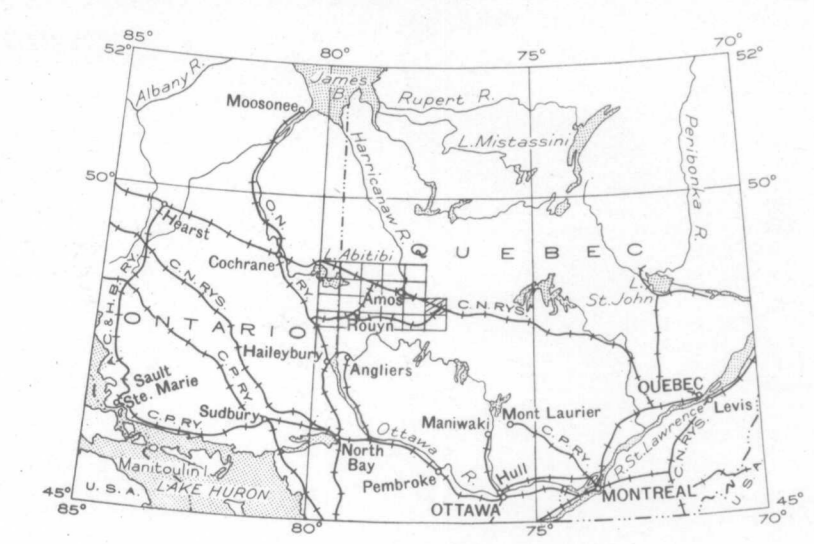 85°
52°
80°
75°
70°
52°
Albany R.
James
B.
Moosonee
Rupert R.
L. Mistassini
Peribonka R.
Harricanaw R.
50°
50°
Hearst
O.N.
RY.
L. Abitibi
QUEBEC
Cochrane
C.N.RYS.
Amos
C.N.RYS.
L.
St. John
A.C.& H.B. RY.
ONTARIO
Rouyn
Haileybury
Angliers
C.P.RY.
Sault
Ste. Marie
C.P.RY.
Sudbury
QUEBEC
Levis
Maniwaki
Mont Laurier
C.P.RY.
R. St. Lawrence
C.N.RYS.
Ottawa
R.
North
Bay
Manitoulin I.
LAKE HURON
Pembroke
Hull
OTTAWA
MONTREAL
U.S.A.
U.S.A.
45°
85°
80°
75°
45°
70°